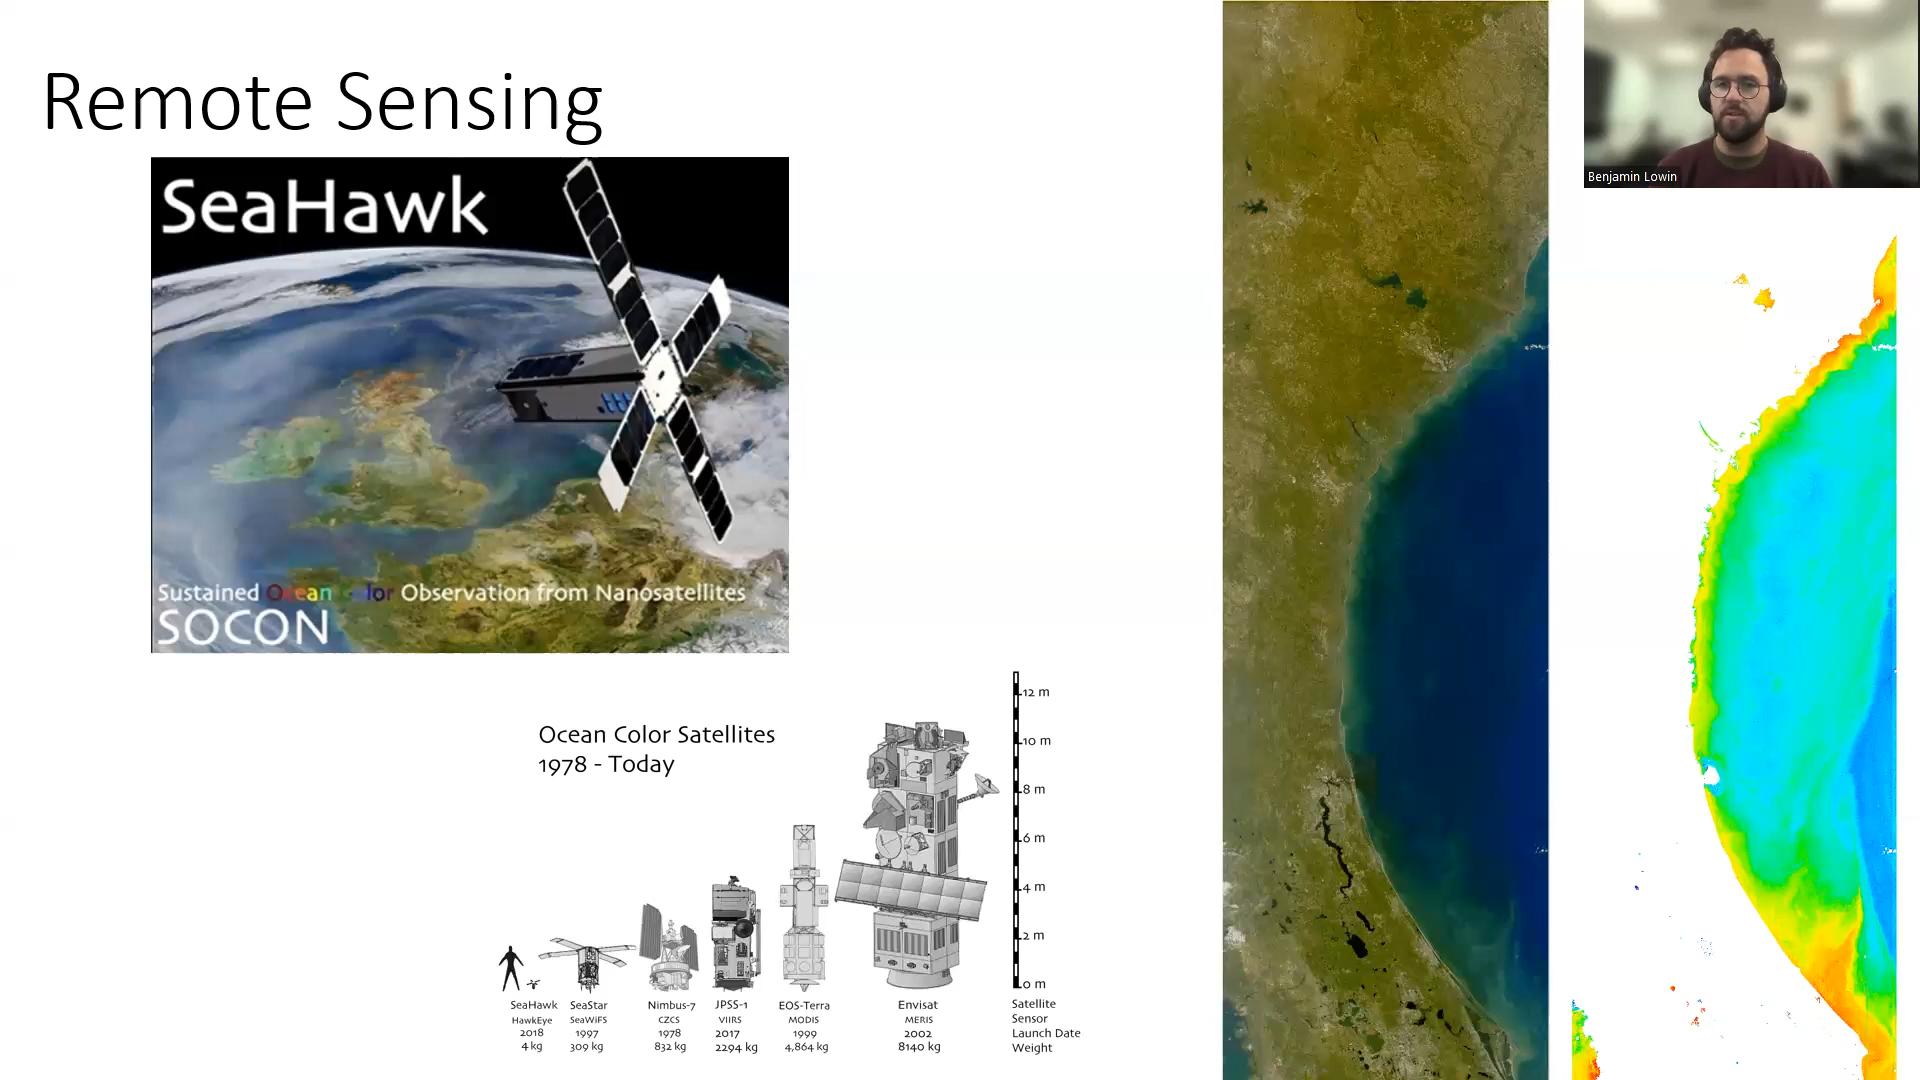 Remote Sensing
SeaHawk
Sustained Ocean Color Observation from Nanosatellites
SOCON
Ocean Color Satellites
1978 - Today
12 m
10 m
8 m
6 m
4 m
2 m
0 m
SeaHawk SeaStar Nimbus-7 JPSS-1 EOS-Terra Envisat Satellite
HawkEye SeaWiFS CZCS VIIRS MODIS MERIS Sensor
2018 1997 1978 2017 1999 2002 Launch Date
4 kg 309 kg 832 kg 2294 kg 4,864 kg 8140 kg Weight
Benjamin Lowin